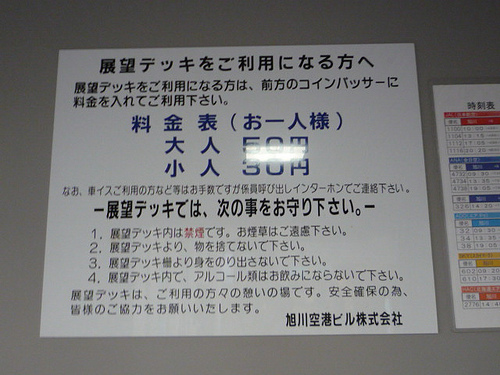 展望デッキをご利用になる方へ
展望デッキをご利用になる方は、前方のコインパッサーに
料金を入れてご利用下さい。
料金表（お一人様）
大人 50円
小人 30円
なお、車イスご利用の方など等はお手数ですが係員呼び出しインターホンでご連絡下さい。
ー展望デッキでは、次の事をお守り下さい。ー
1. 展望デッキ内は禁煙です。お煙草はご遠慮下さい。
2. 展望デッキより、物を捨てないで下さい。
3. 展望デッキ柵より身をのり出さないで下さい。
4. 展望デッキ内で、アルコール類はお飲みにならないで下さい。
展望デッキは、ご利用の方々の憩いの場です。安全確保の為、
皆様のご協力をお願いいたします。
旭川空港ビル株式会社
時刻表